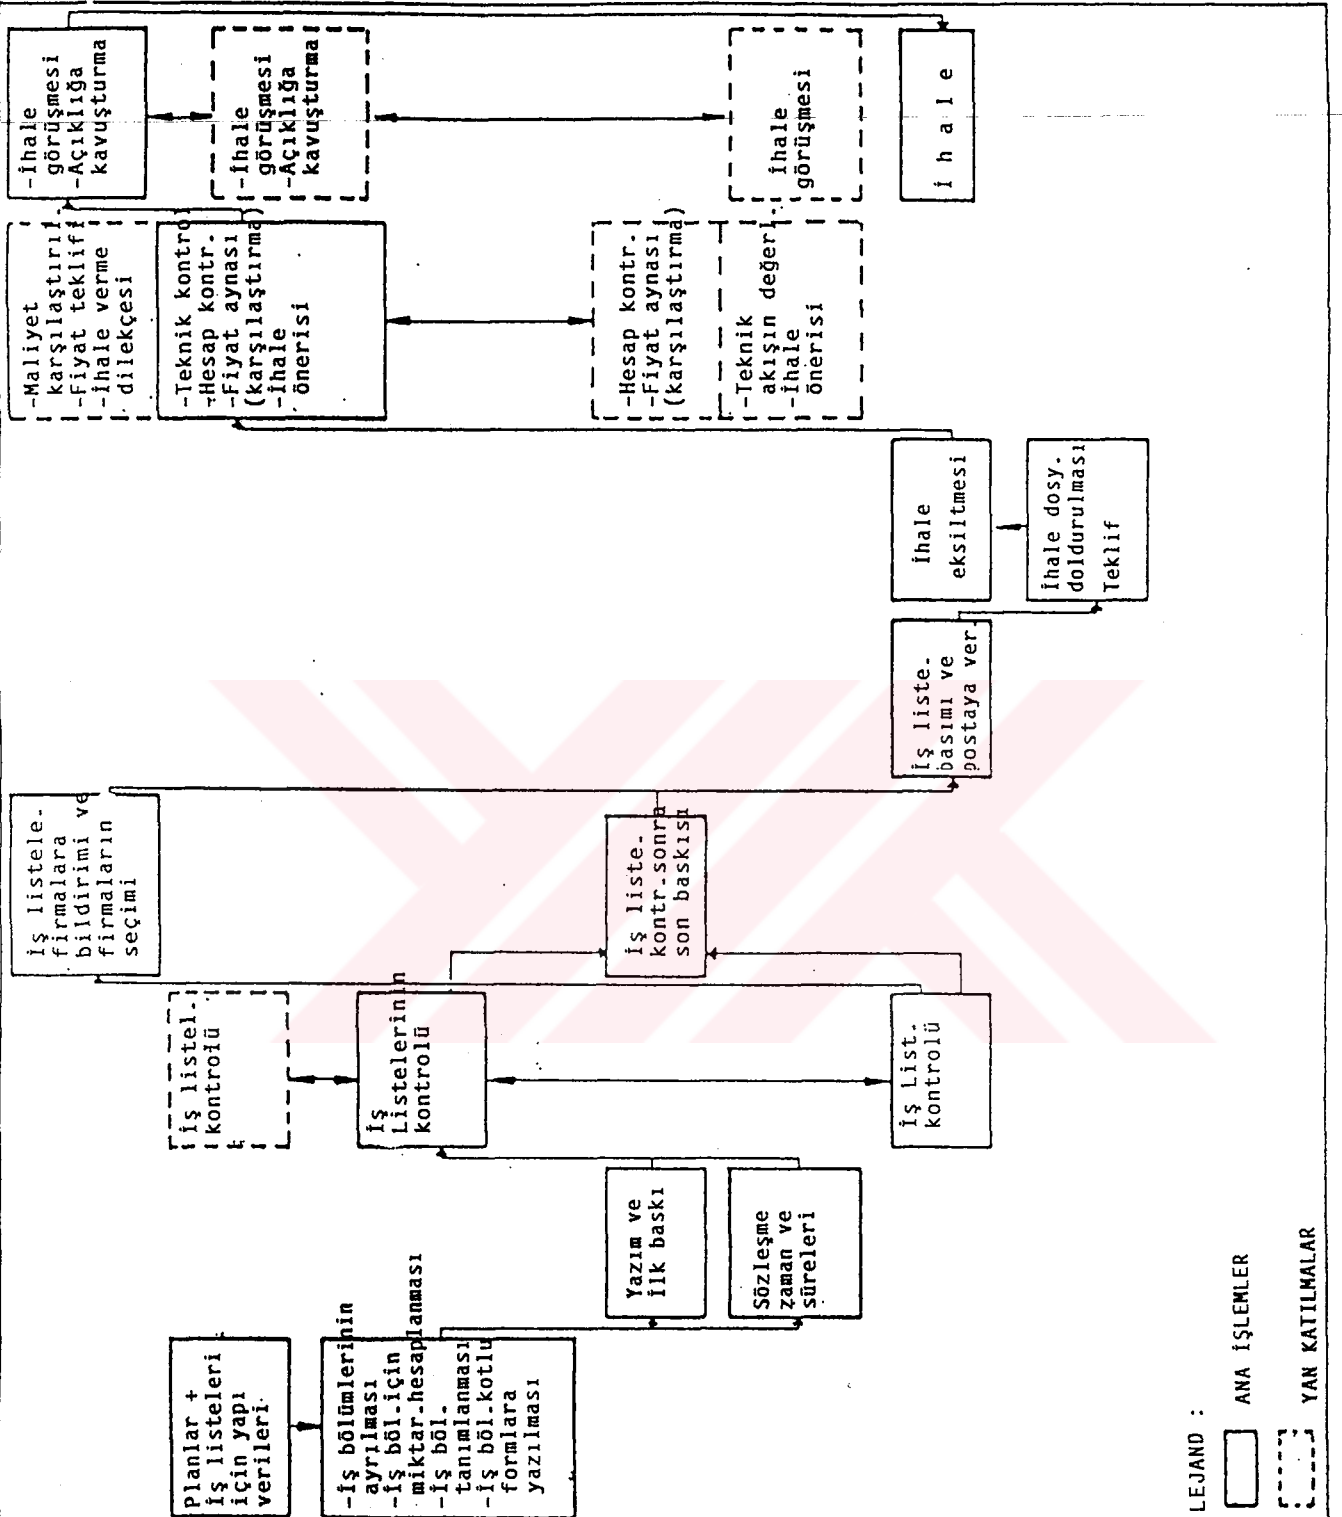 Planlar +
İş listeleri
için yapı
verileri.
-İş bölümlerinin
ayrılması
-İş böl.için
miktar.hesaplanması
-İş böl.
tanımlanması
-İş böl.kotlu
formlara
yazılması
Yazım ve
ilk baskı
Sözleşme
zaman ve
süreleri
İş listel.
kontrolü
İş
Listelerinin
kontrolü
İş List.
kontrolü
İş listele.
firmalara
bildirimi ve
firmaların
seçimi
İş liste.
kontr.sonra
son baskısı
İş liste.
basımı ve
postaya ver.
İhale
eksiltmesi
İhale dosy.
doldurulması
Teklif
-Maliyet
karşılaştırıl.
-Fiyat teklifi
-İhale verme
dilekçesi
-Teknik kontro
-Hesap kontr.
-Fiyat aynası
(karşılaştırma)
-İhale
önerisi
-Hesap kontr.
-Fiyat aynası
(karşılaştırma)
-Teknik
akışın değerl.
-İhale
önerisi
-İhale
görüşmesi
-Açıklığa
kavuşturma
-İhale
görüşmesi
-Açıklığa
kavuşturma
İhale
görüşmesi
İ h a l e
LEJAND :
ANA İŞLEMLER
YAN KATILMALAR